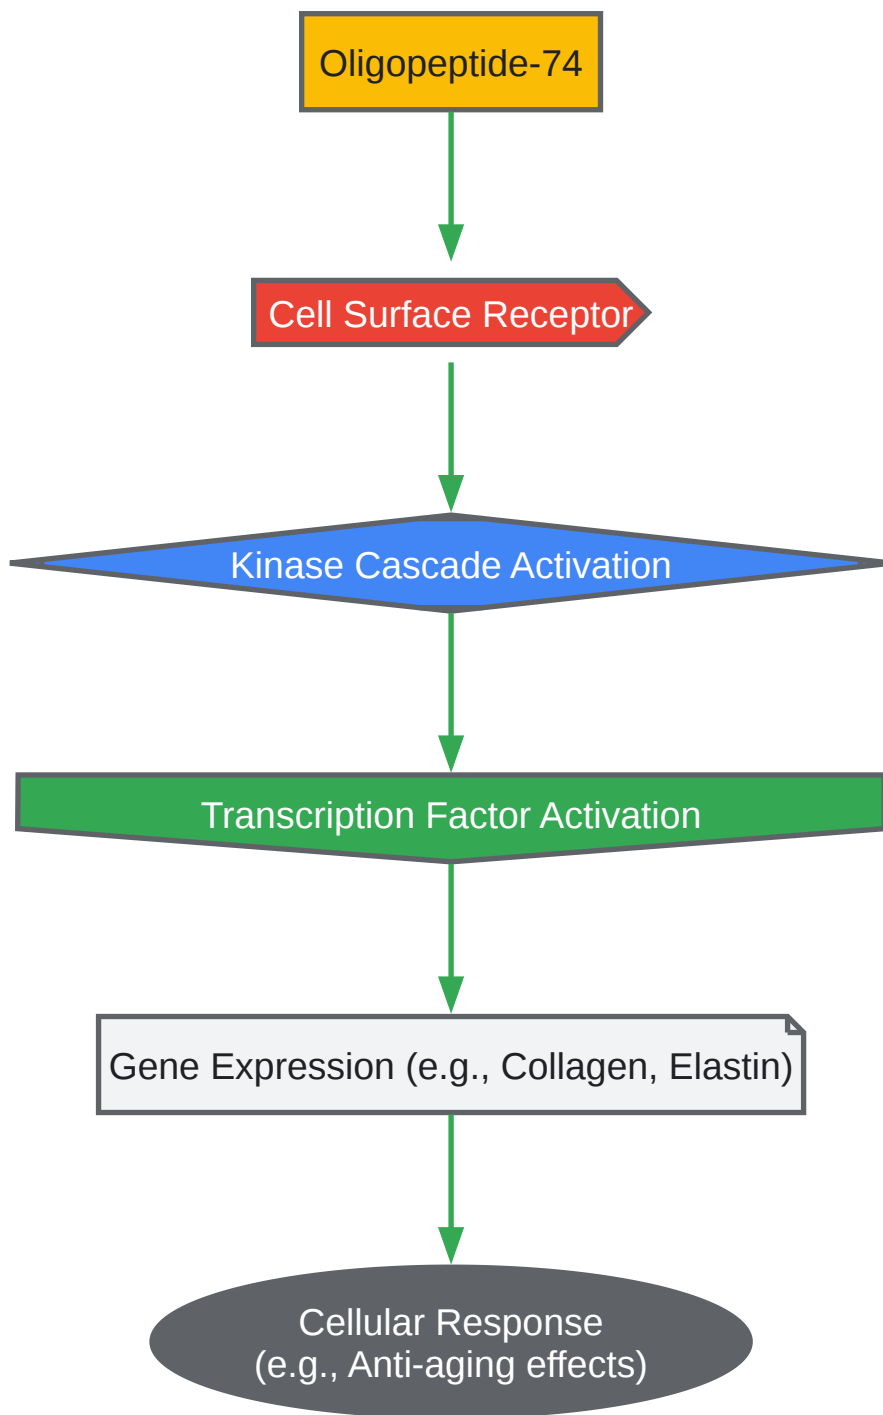 Oligopeptide-74
Cell Surface Receptor
Kinase Cascade Activation
Transcription Factor Activation
Gene Expression (e.g., Collagen, Elastin)
Cellular Response
(e.g., Anti-aging effects)